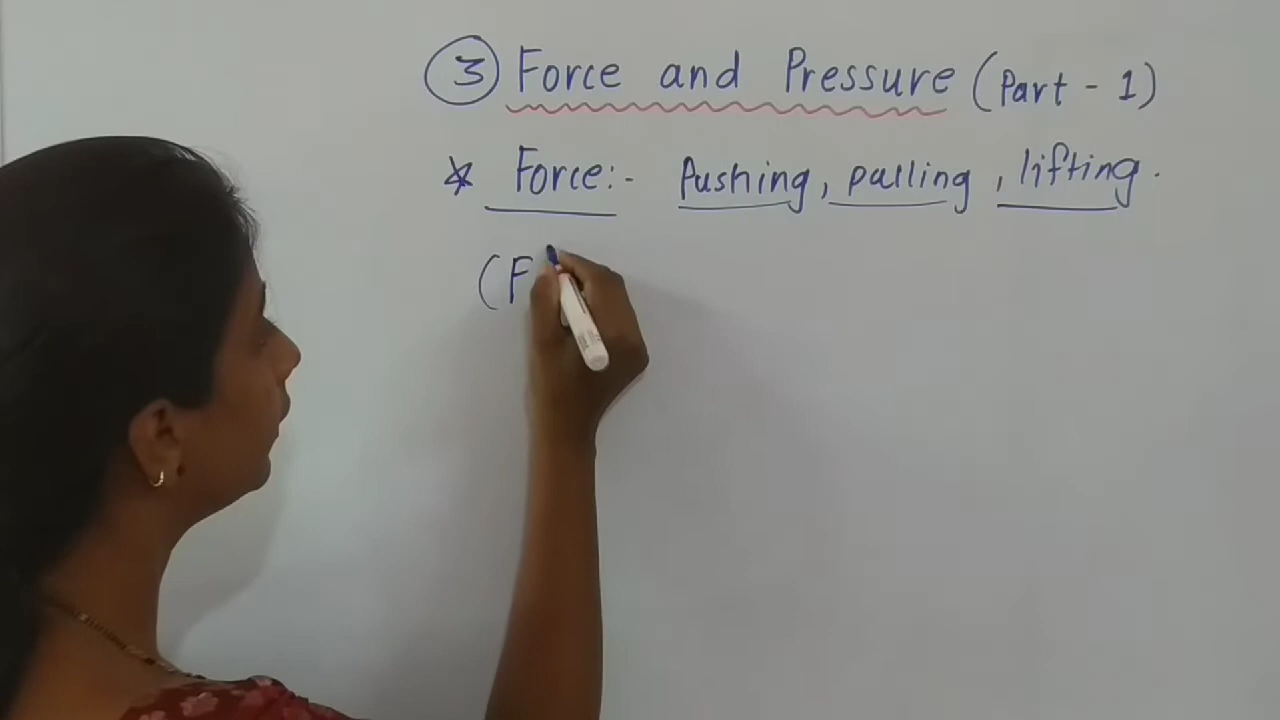 ③ Force and Pressure (Part - 1)
* Force:- Pushing, pulling, lifting.
(F